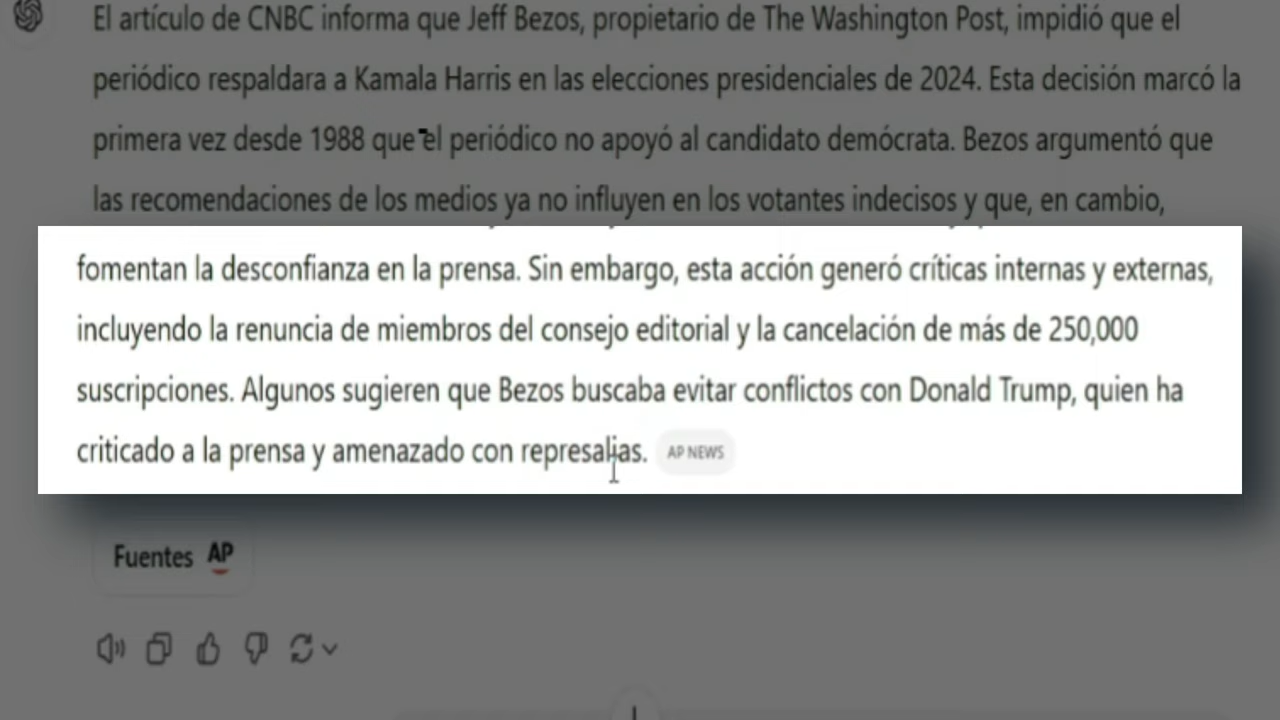 El artículo de CNBC informa que Jeff Bezos, propietario de The Washington Post, impidió que el
periódico respaldara a Kamala Harris en las elecciones presidenciales de 2024. Esta decisión marcó la
primera vez desde 1988 que el periódico no apoyó al candidato demócrata. Bezos argumentó que
las recomendaciones de los medios ya no influyen en los votantes indecisos y que, en cambio,
fomentan la desconfianza en la prensa. Sin embargo, esta acción generó críticas internas y externas,
incluyendo la renuncia de miembros del consejo editorial y la cancelación de más de 250,000
suscripciones. Algunos sugieren que Bezos buscaba evitar conflictos con Donald Trump, quien ha
criticado a la prensa y amenazado con represalias. AP NEWS
Fuentes AP